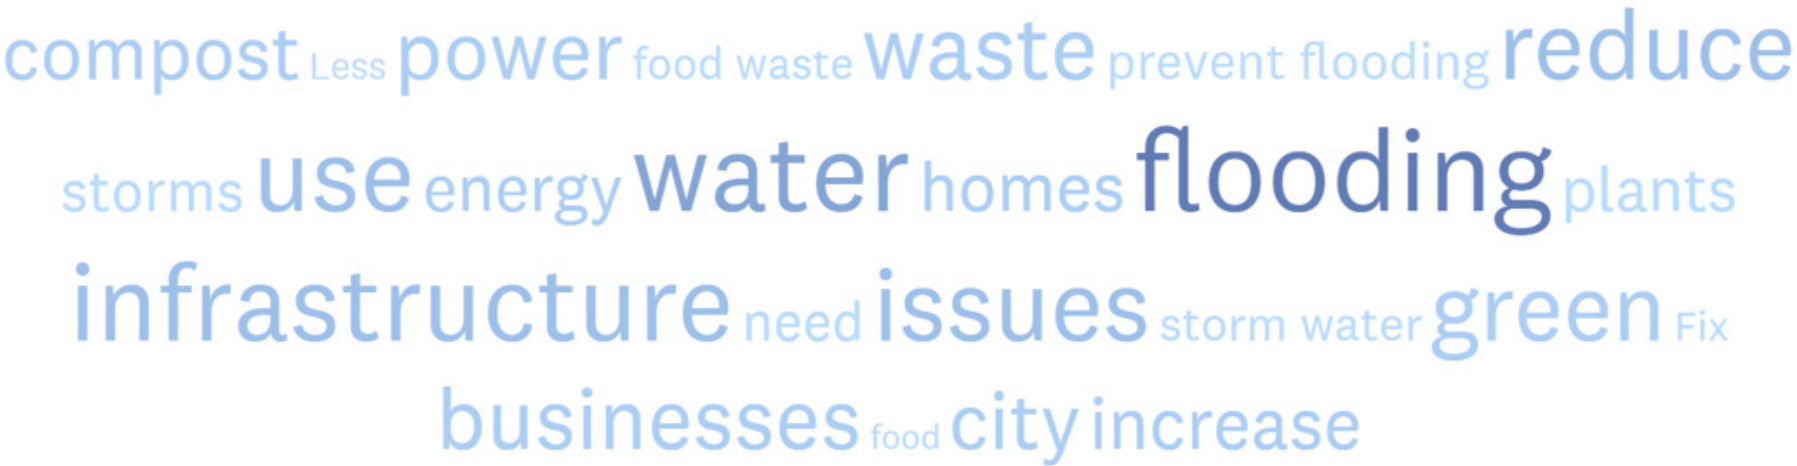 compost Less power food waste waste prevent flooding reduce
storms use energy water homes flooding plants
infrastructure need issues storm water green Fix
businesses food city increase